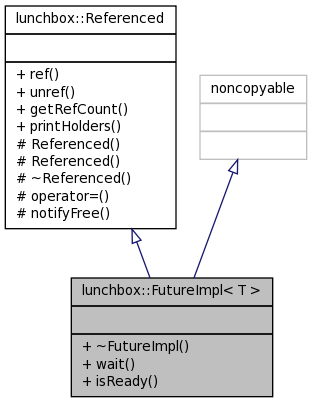 lunchbox::Referenced
+ ref()
+ unref()
+ getRefCount()
+ printHolders()
# Referenced()
# Referenced()
# ~Referenced()
# operator=()
# notifyFree()
noncopyable
lunchbox::FutureImpl< T >
+ ~FutureImpl()
+ wait()
+ isReady()